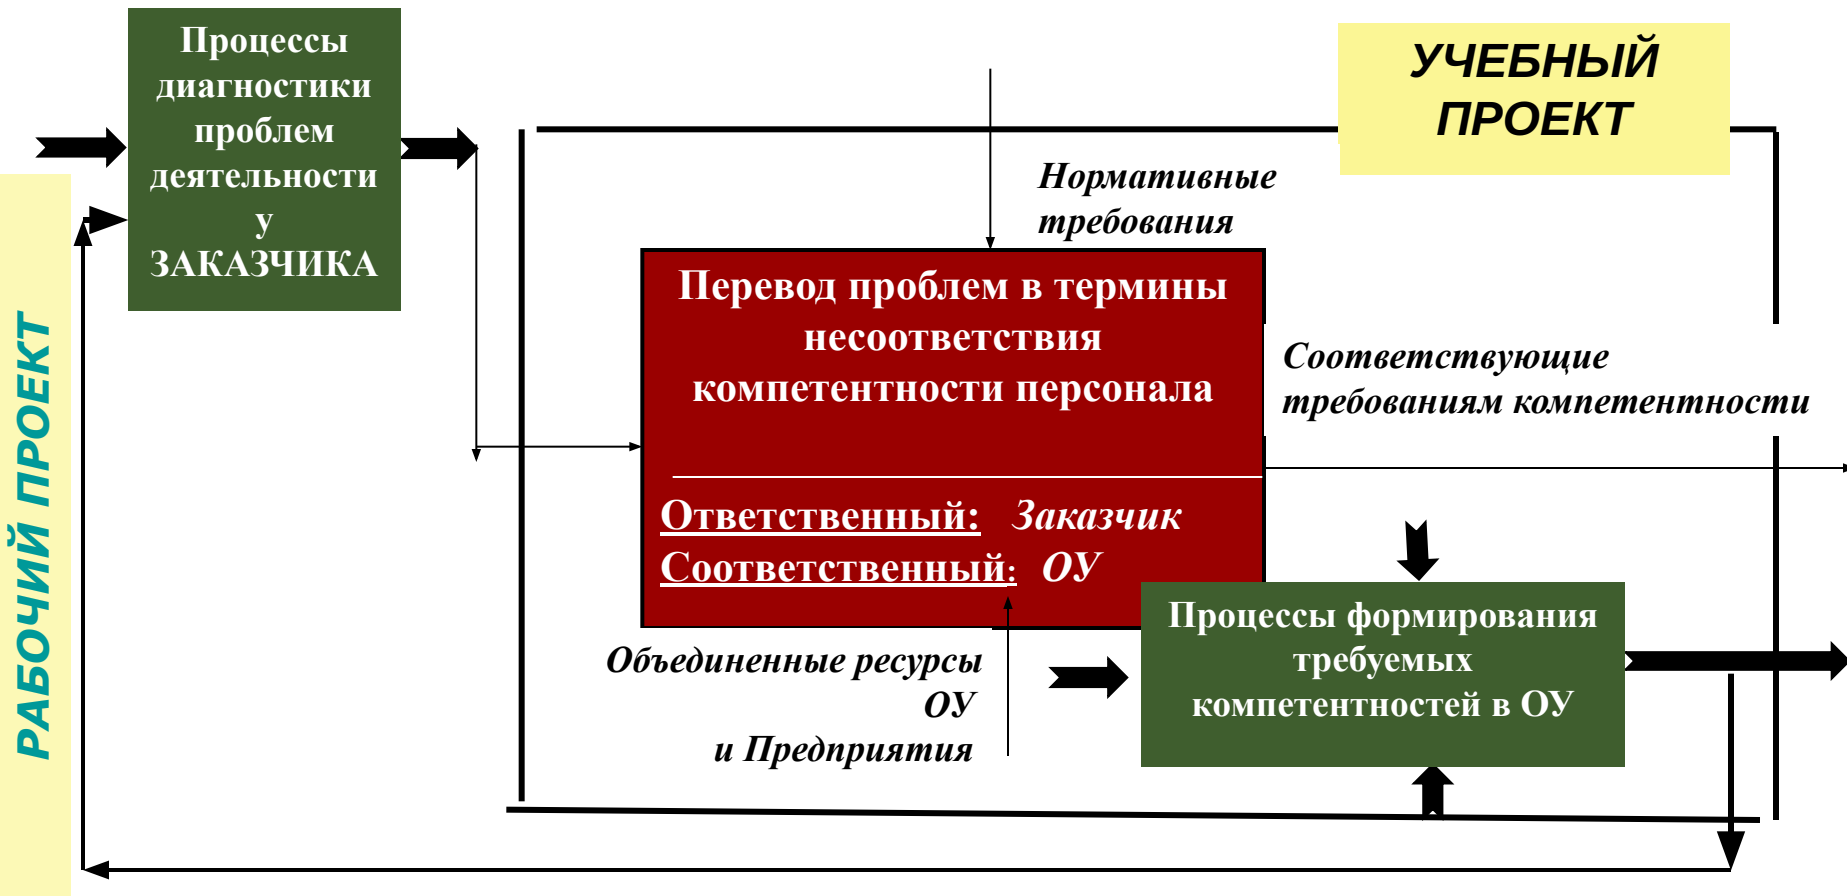 Процессы
диагностики
проблем
деятельности
у
ЗАКАЗЧИКА
УЧЕБНЫЙ
ПРОЕКТ
РАБОЧИЙ ПРОЕКТ
Нормативные
требования
Перевод проблем в термины
несоответствия
компетентности персонала
Ответственный: Заказчик
Соответственный: ОУ
Соответствующие
требованиям компетентности
Объединенные ресурсы
ОУ
и Предприятия
Процессы формирования
требуемых
компетентностей в ОУ